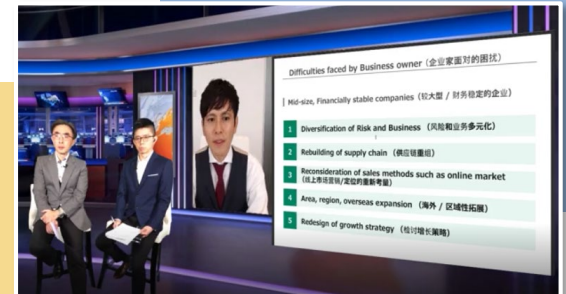 Difficulties faced by Business owner（企业家面对的困扰）
Mid-size, Financially stable companies（较大型 / 财务稳定的企业）
1 Diversification of Risk and Business （风险和业务多元化）
2 Rebuilding of supply chain （供应链重组）
3 Reconsideration of sales methods such as online market
（线上市场营销/定位的重新考量）
4 Area, region, overseas expansion （海外 / 区域性拓展）
5 Redesign of growth strategy （检讨增长策略）